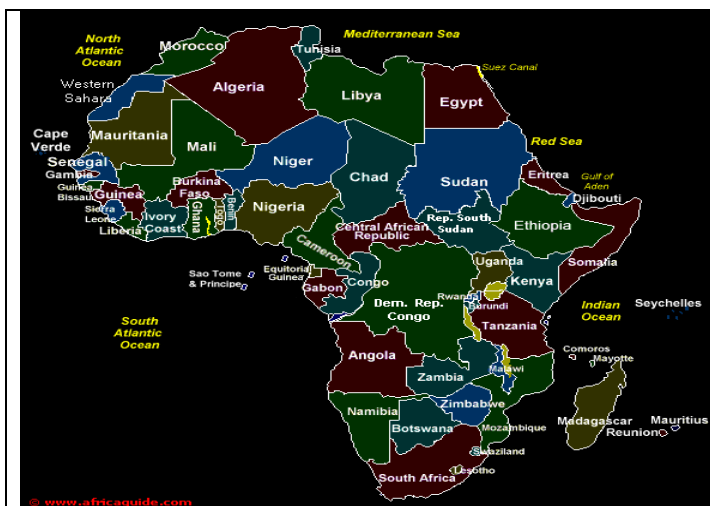 North
Atlantic
Ocean
Morocco
Mediterranean Sea
Tunisia
Suez Canal
Western
Sahara
Algeria
Libya
Egypt
Mauritania
Mali
Niger
Chad
Sudan
Red Sea
Cape
Verde
Senegal
Gambia
Guinea
Bissau
Guinea
Burkina
Faso
Eritrea
Gulf of
Aden
Djibouti
Sierra
Leone
Liberia
Ivory
Coast
Ghana
Togo
Benin
Nigeria
Rep. South
Sudan
Ethiopia
Central African
Republic
Cameroon
Somalia
Uganda
Kenya
Sao Tome
& Principe
Equitorial
Guinea
Gabon
Congo
Dem. Rep.
Congo
Rwanda
Burundi
Tanzania
Indian
Ocean
Seychelles
South
Atlantic
Ocean
Angola
Zambia
Malawi
Comoros
Mayotte
Namibia
Botswana
Zimbabwe
Mozambique
Madagascar
Reunion
Mauritius
Swaziland
Lesotho
South Africa
© www.africaguide.com